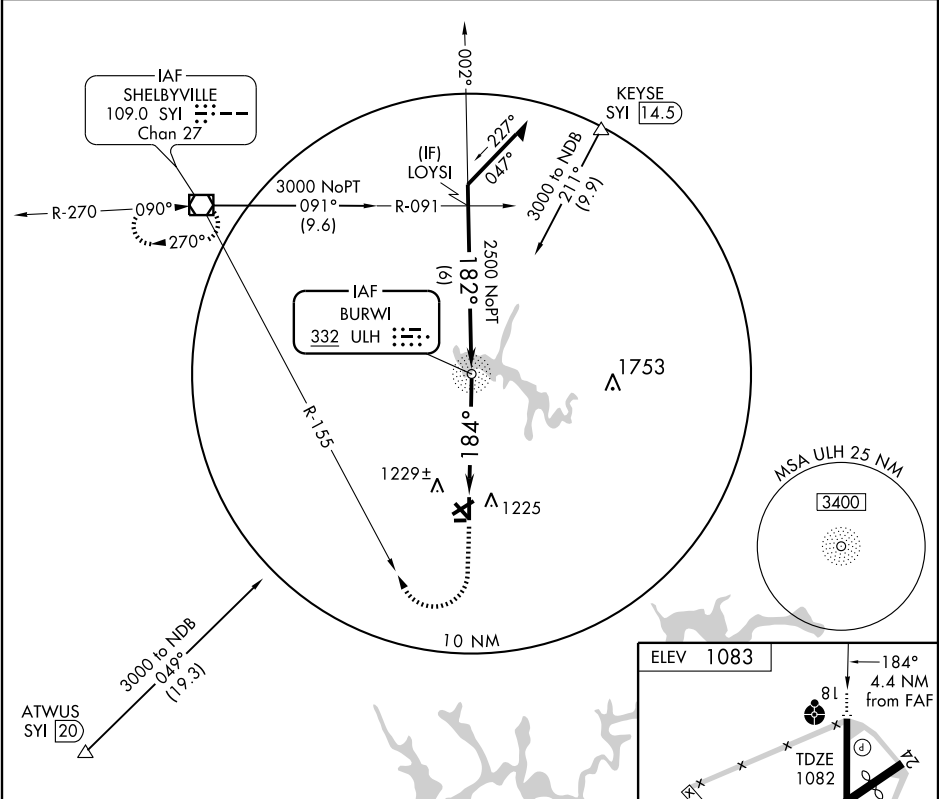 002°
IAF
SHELBYVILLE
109.0 SYI
Chan 27
KEYSE
SYI 14.5
227°
047°
(IF)
LOYSI
3000 to NDB
211°
(9.9)
3000 NoPT
091°
(9.6)
R-091
R-270
090°
270°
2500 NoPT
182°
(6)
IAF
BURWI
332 ULH
1753
R-155
184°
1229±
1225
MSA ULH 25 NM
3400
10 NM
3000 to NDB
049°
(19.3)
ATWUS
SYI 20
ELEV 1083
184°
4.4 NM
from FAF
18
P
24
TDZE
1082